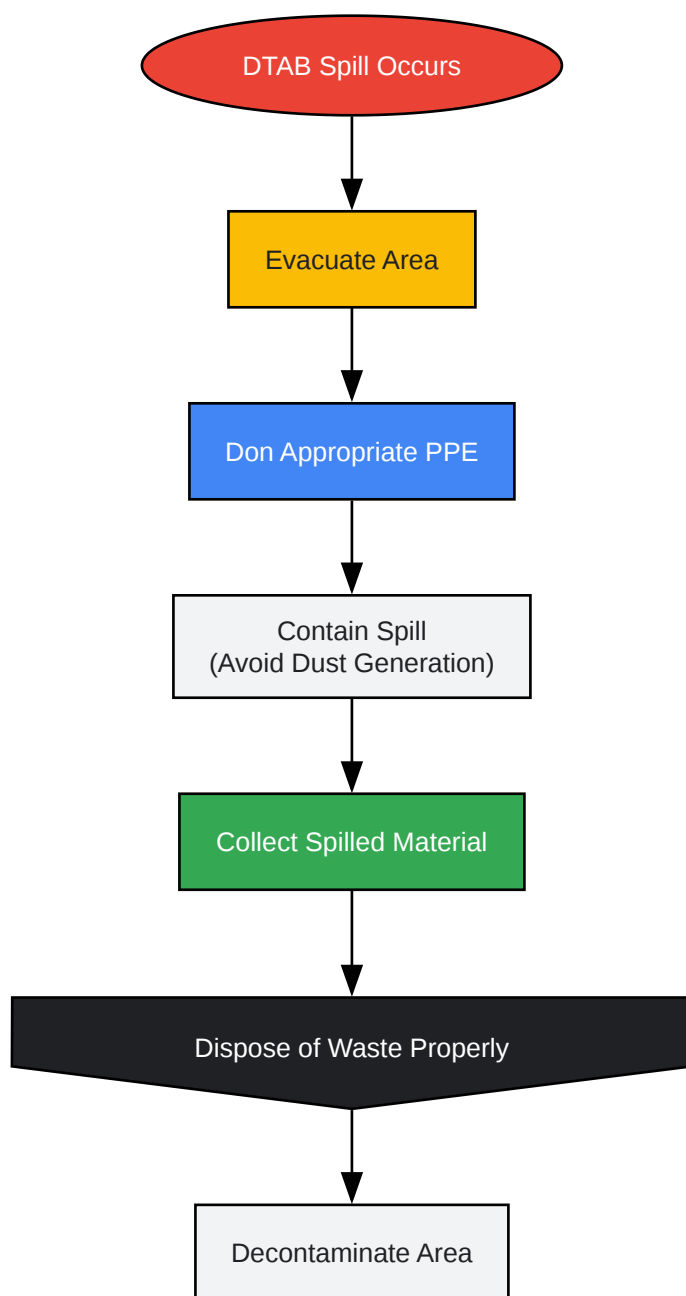 DTAB Spill Occurs
Evacuate Area
Don Appropriate PPE
Contain Spill
(Avoid Dust Generation)
Collect Spilled Material
Dispose of Waste Properly
Decontaminate Area